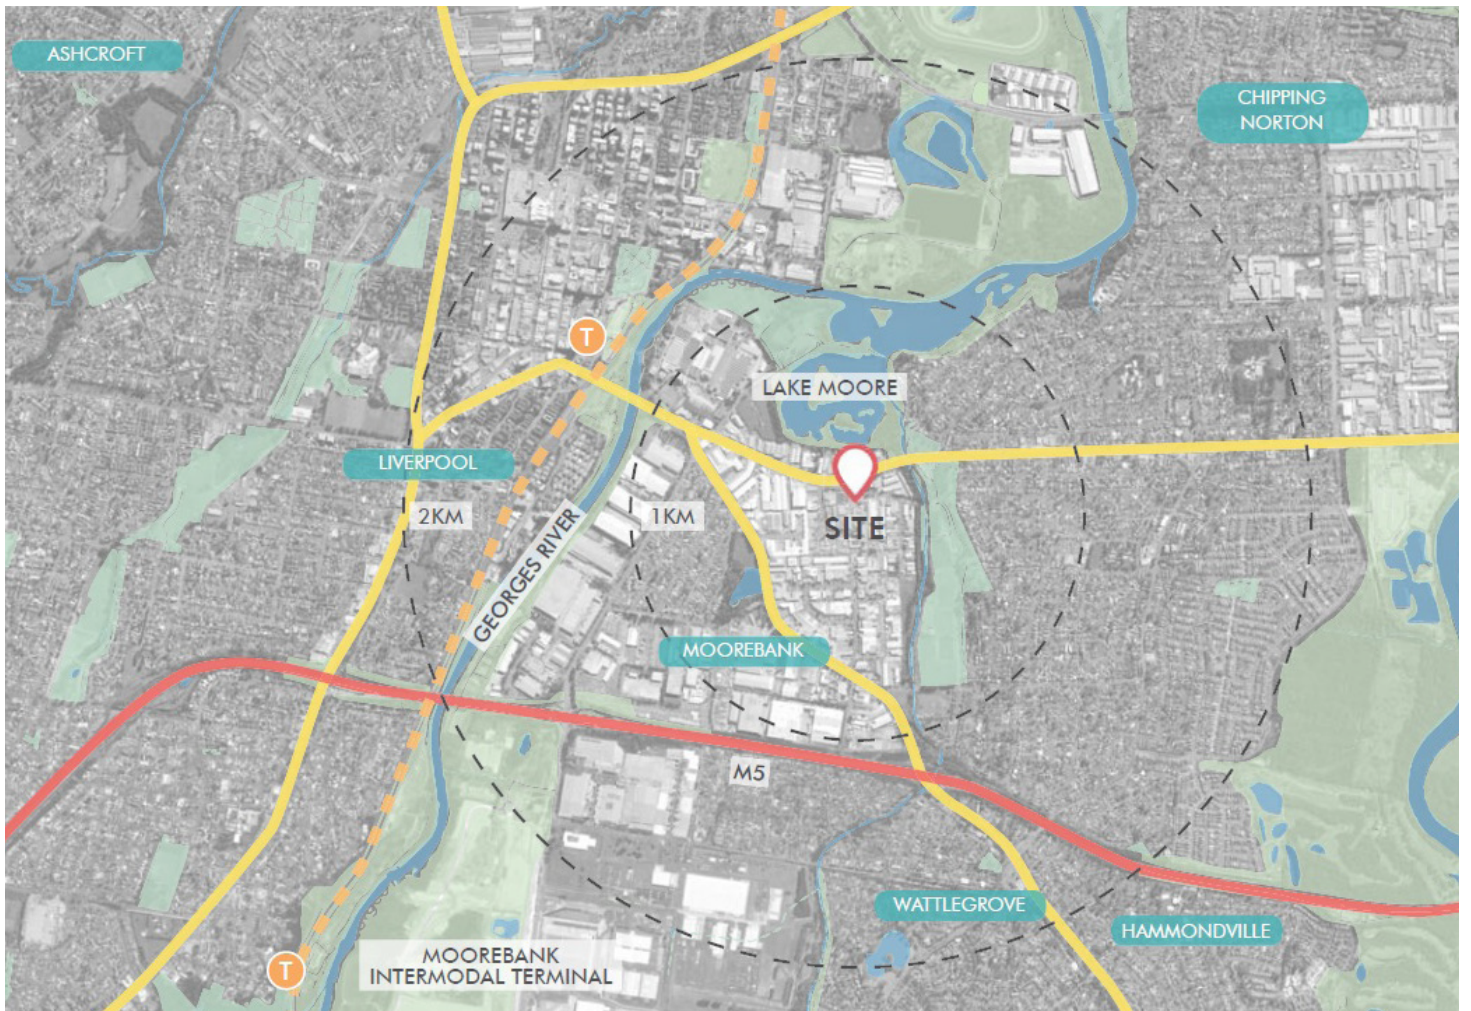 ASHCROFT
CHIPPING
NORTON
T
LAKE MOORE
LIVERPOOL
2KM
1KM
SITE
GEORGES RIVER
MOOREBANK
M5
WATTLEGROVE
HAMMONDVILLE
MOOREBANK
INTERMODAL TERMINAL
T